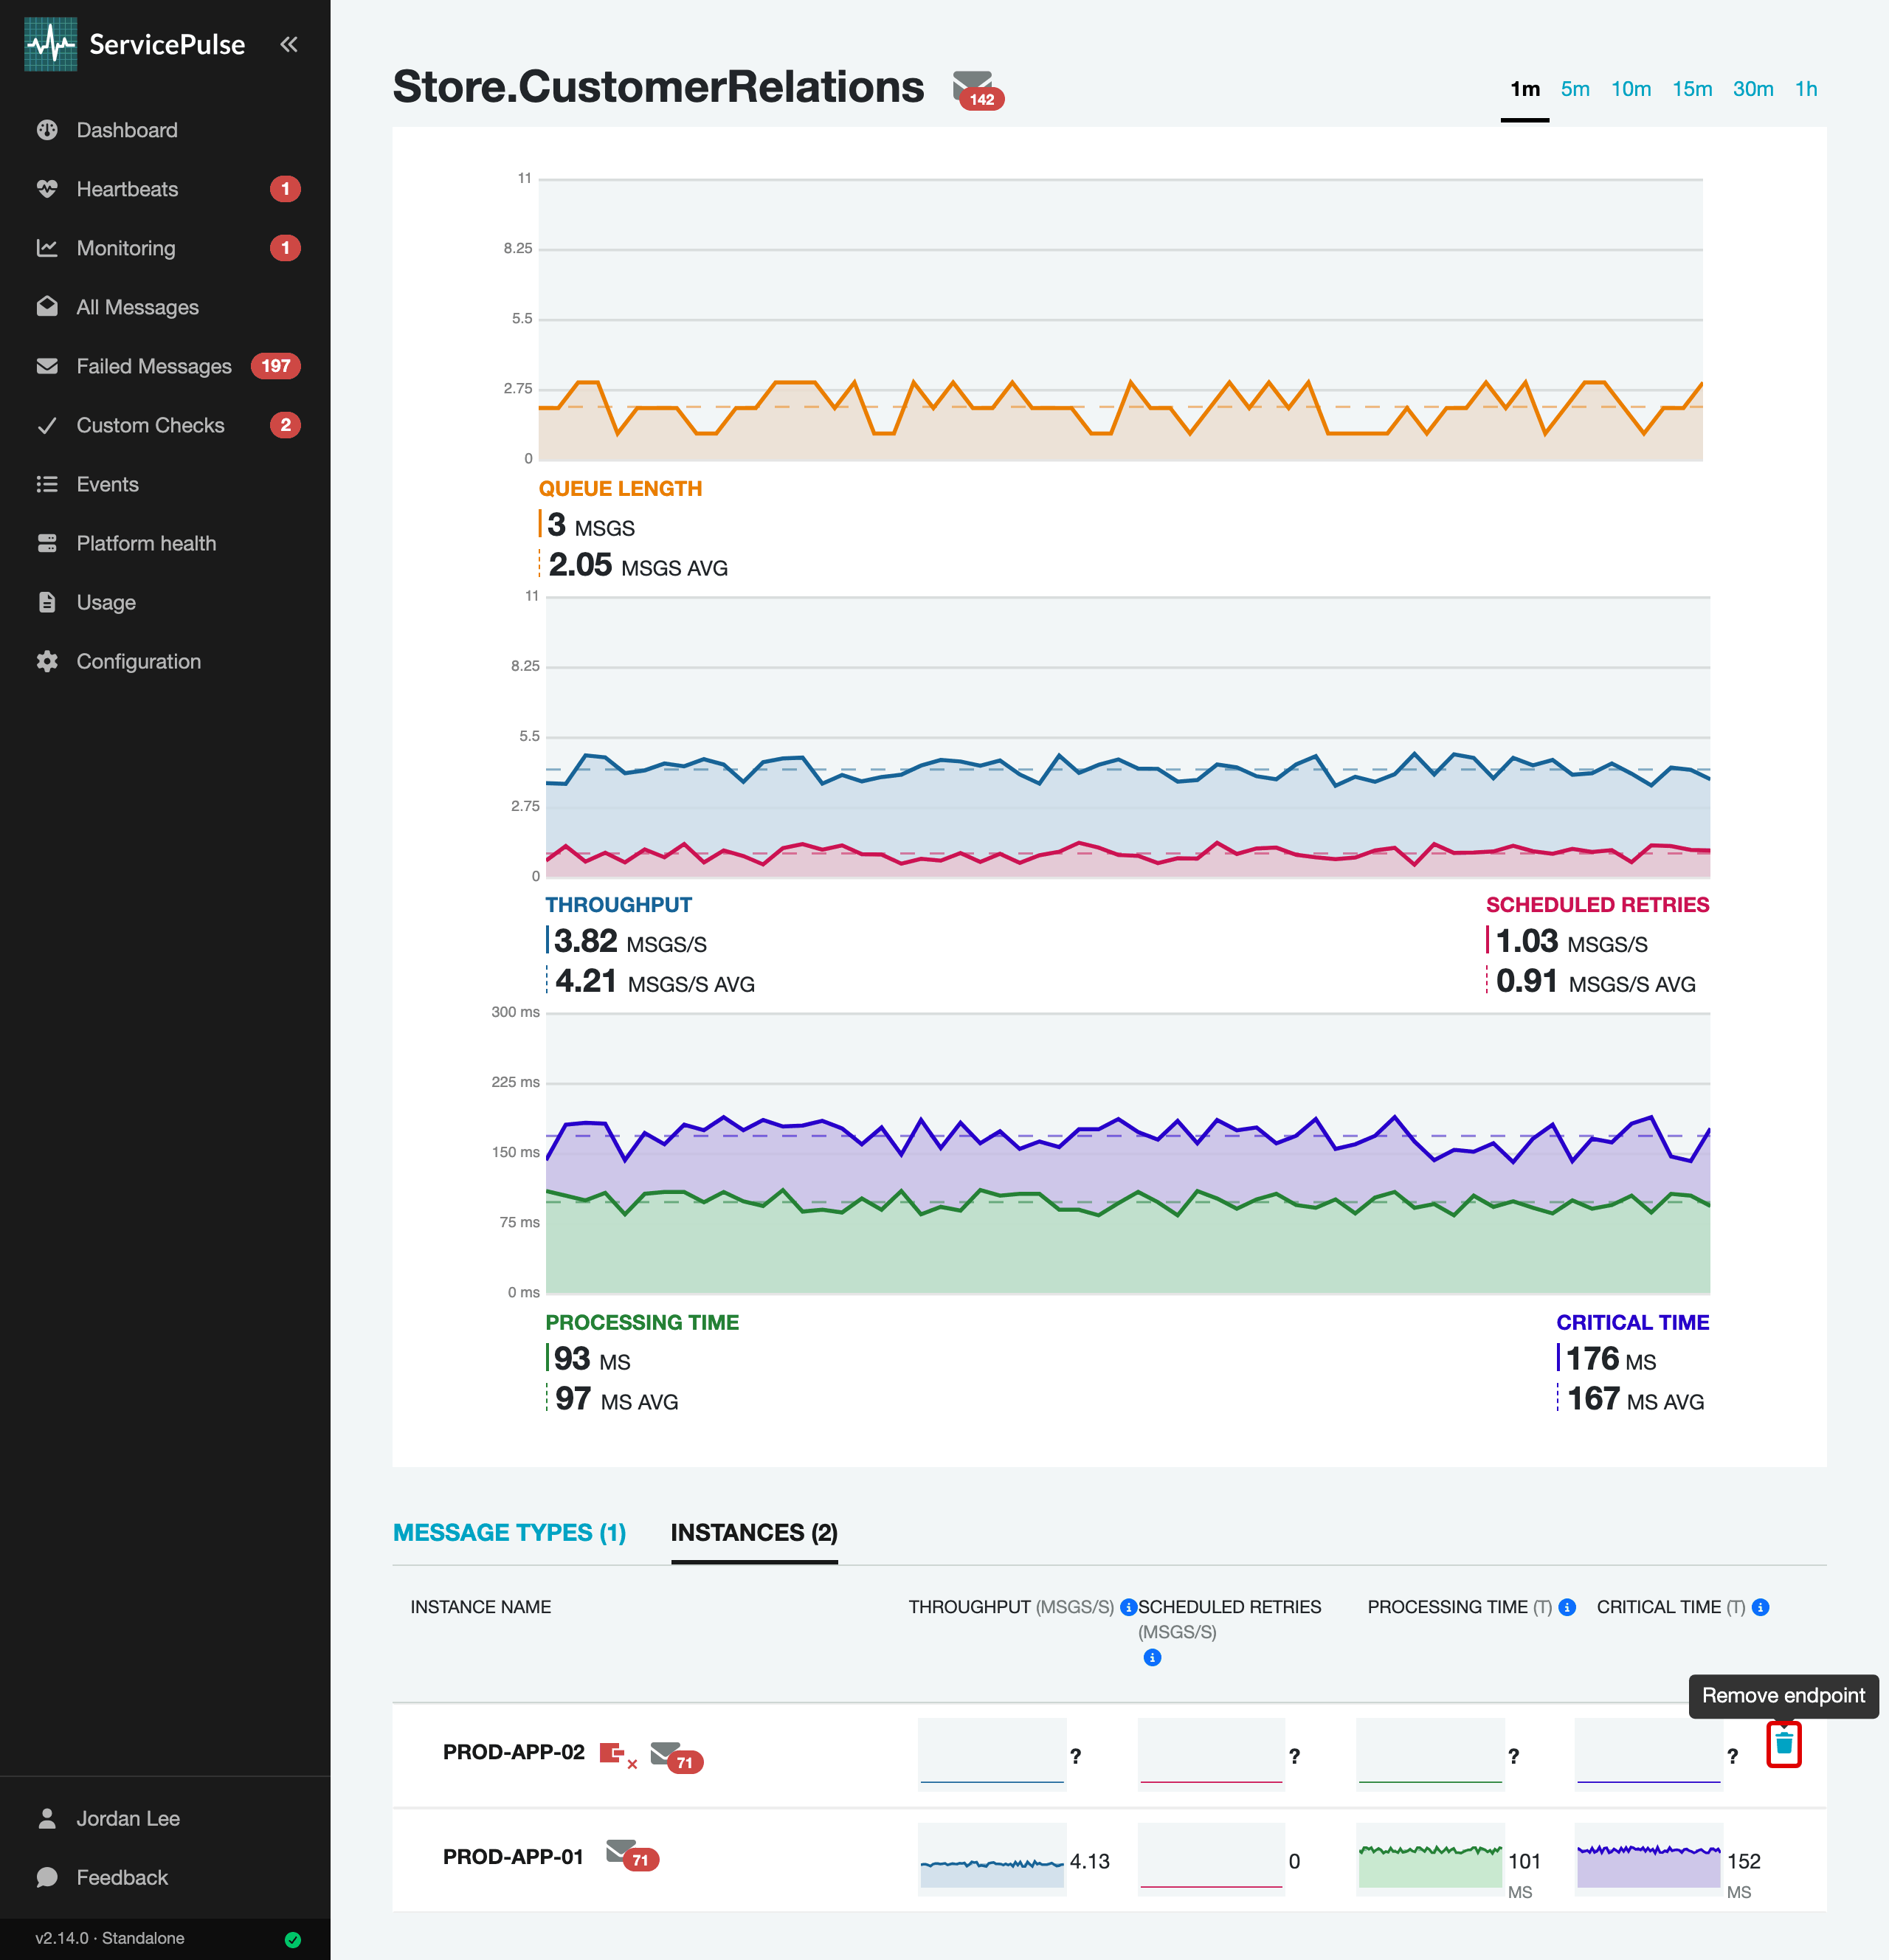 ServicePulse
Dashboard
Heartbeats 1
Monitoring 1
All Messages
Failed Messages 197
Custom Checks 2
Events
Platform health
Usage
Configuration
Jordan Lee
Feedback
v2.14.0 · Standalone
Store.CustomerRelations 142
1m 5m 10m 15m 30m 1h
11
8.25
5.5
2.75
0
QUEUE LENGTH
3 MSGS
2.05 MSGS AVG
11
8.25
5.5
2.75
0
THROUGHPUT
3.82 MSGS/S
4.21 MSGS/S AVG
SCHEDULED RETRIES
1.03 MSGS/S
0.91 MSGS/S AVG
300 ms
225 ms
150 ms
75 ms
0 ms
PROCESSING TIME
93 MS
97 MS AVG
CRITICAL TIME
176 MS
167 MS AVG
MESSAGE TYPES (1) INSTANCES (2)
INSTANCE NAME THROUGHPUT (MSGS/S) SCHEDULED RETRIES PROCESSING TIME (T) CRITICAL TIME (T)
(MSGS/S)
Remove endpoint
PROD-APP-02 71 ? ? ? ?
PROD-APP-01 71 4.13 0 101 152
MS MS